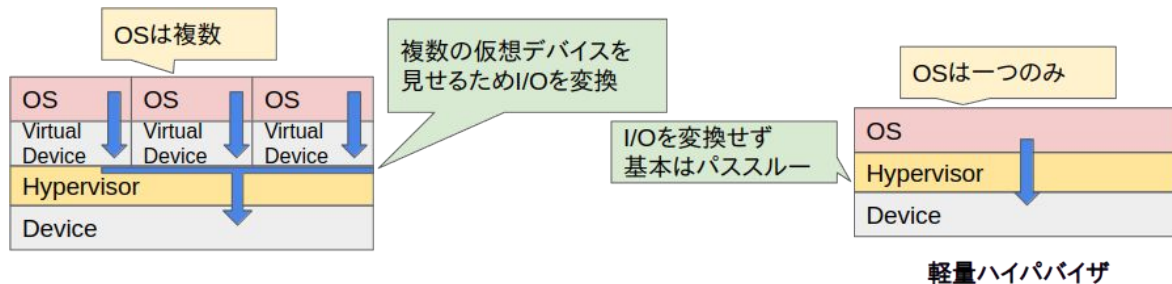 OSは複数
複数の仮想デバイスを
見せるためI/Oを変換
OS OS OS
Virtual Virtual Virtual
Device Device Device
Hypervisor
Device
OSは一つのみ
I/Oを変換せず
基本はパススルー
OS
Hypervisor
Device
軽量ハイパバイザ